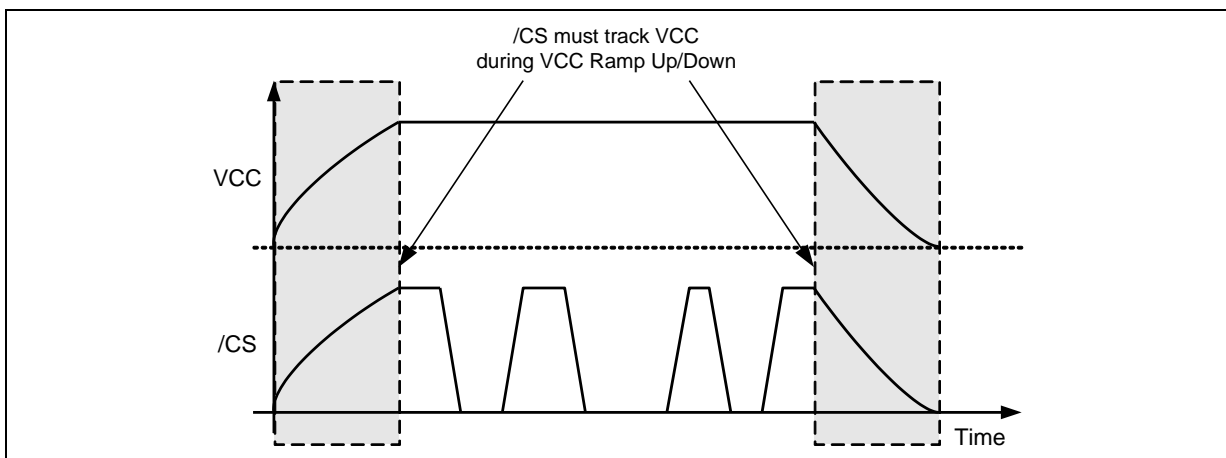 /CS must track VCC
during VCC Ramp Up/Down
VCC
/CS
Time